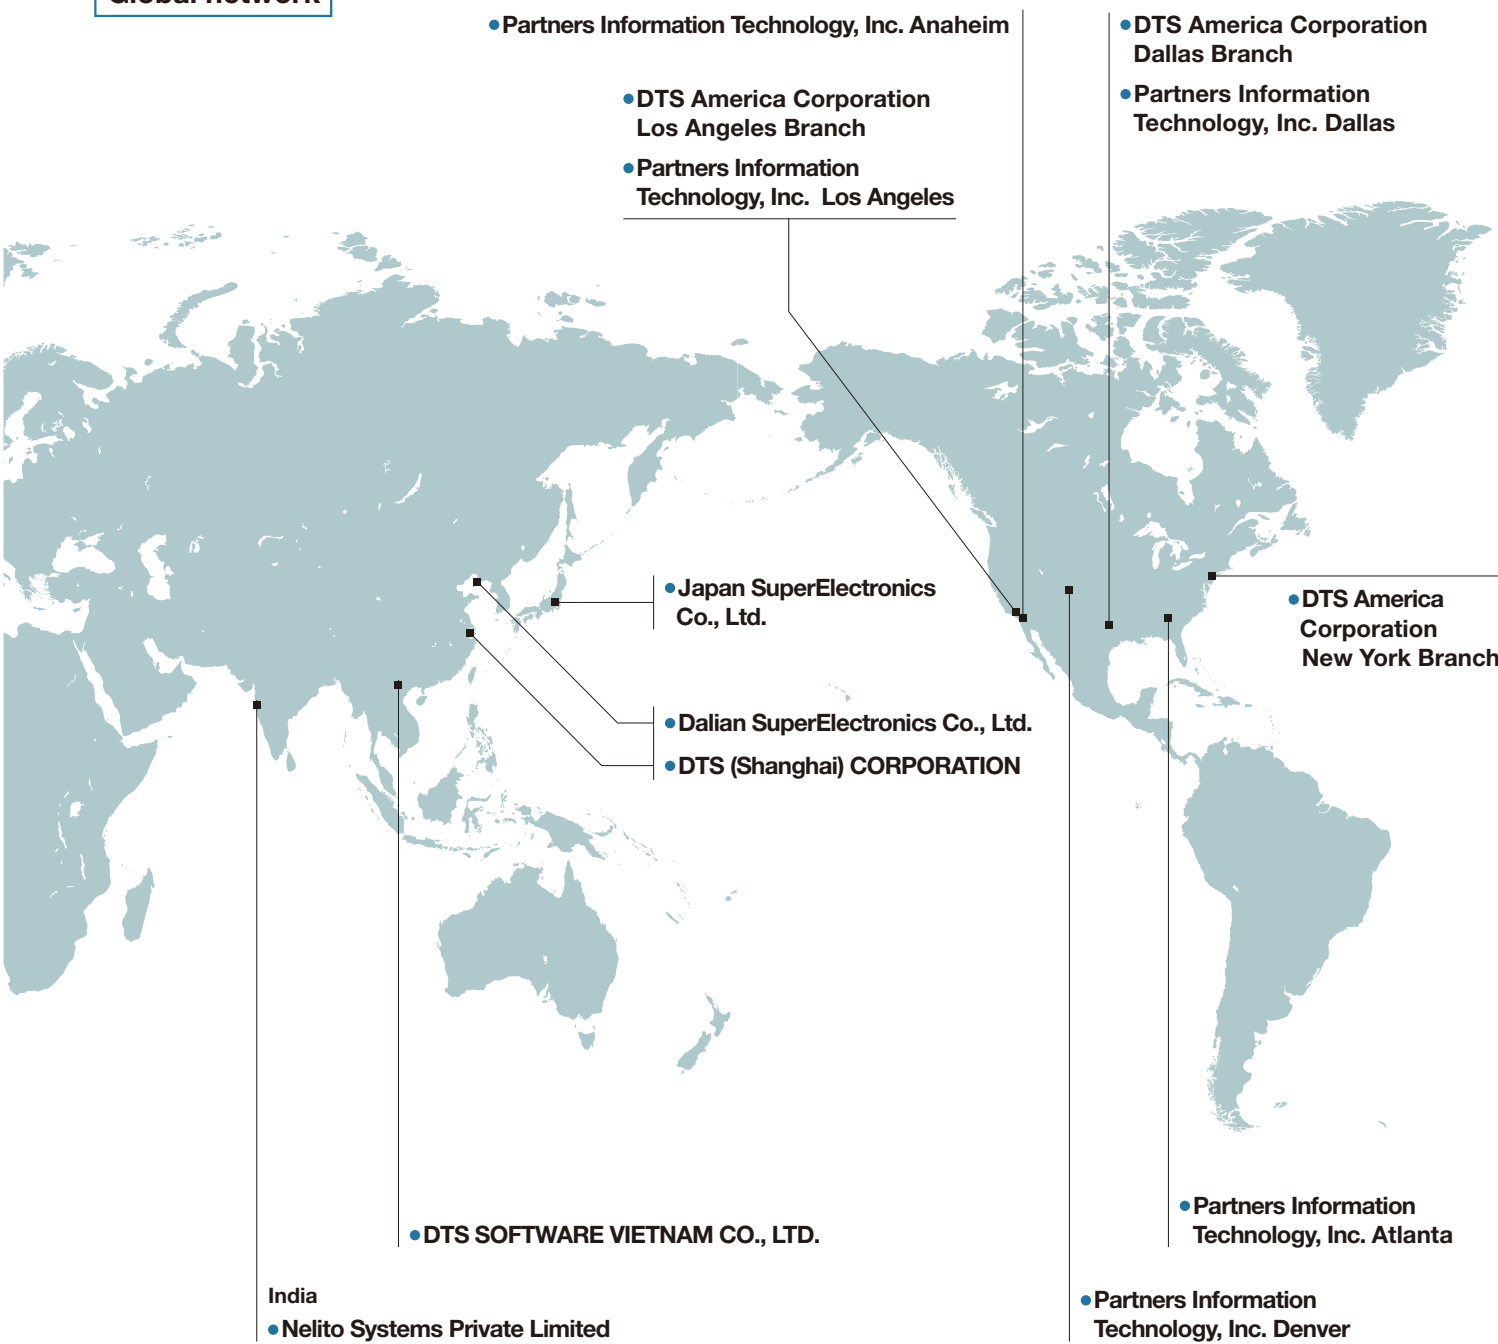 Global network
Partners Information Technology, Inc. Anaheim
DTS America Corporation
Los Angeles Branch
Partners Information
Technology, Inc. Los Angeles
DTS America Corporation
Dallas Branch
Partners Information
Technology, Inc. Dallas
Japan SuperElectronics
Co., Ltd.
DTS America
Corporation
New York Branch
Dalian SuperElectronics Co., Ltd.
DTS (Shanghai) CORPORATION
Partners Information
Technology, Inc. Atlanta
DTS SOFTWARE VIETNAM CO., LTD.
India
Nelito Systems Private Limited
Partners Information
Technology, Inc. Denver